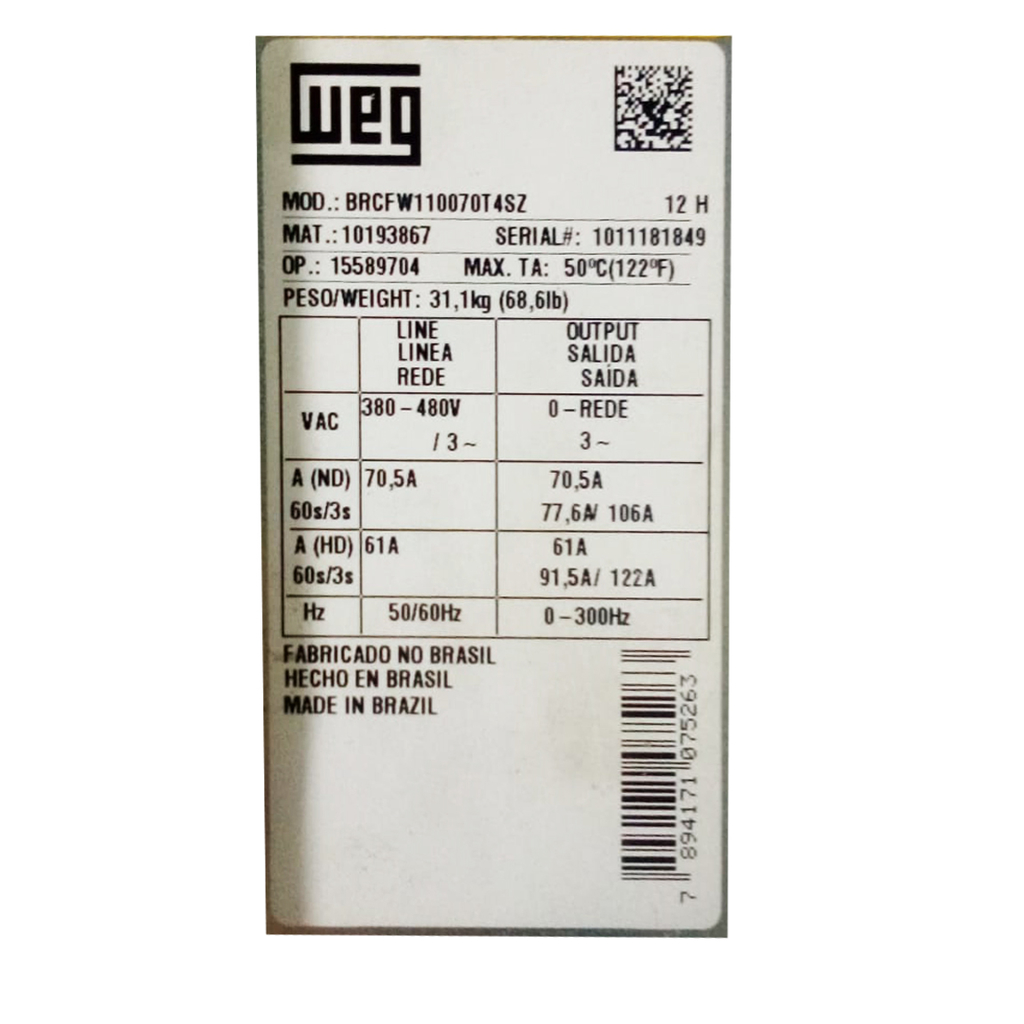 weg
MOD.: BRCFW110070T4SZ 12 H
MAT.: 10193867 SERIAL#: 1011181849
OP.: 15589704 MAX. TA: 50ºC(122ºF)
PESO/WEIGHT: 31,1kg (68,6lb)
LINE OUTPUT
LINEA SALIDA
REDE SAÍDA
VAC 380-480V 0-REDE
/ 3~ 3~
A (ND) 70,5A 70,5A
60s/3s 77,6A/ 106A
A (HD) 61A 61A
60s/3s 91,5A/ 122A
Hz 50/60Hz 0-300Hz
FABRICADO NO BRASIL
HECHO EN BRASIL
MADE IN BRAZIL
7 894171 075263